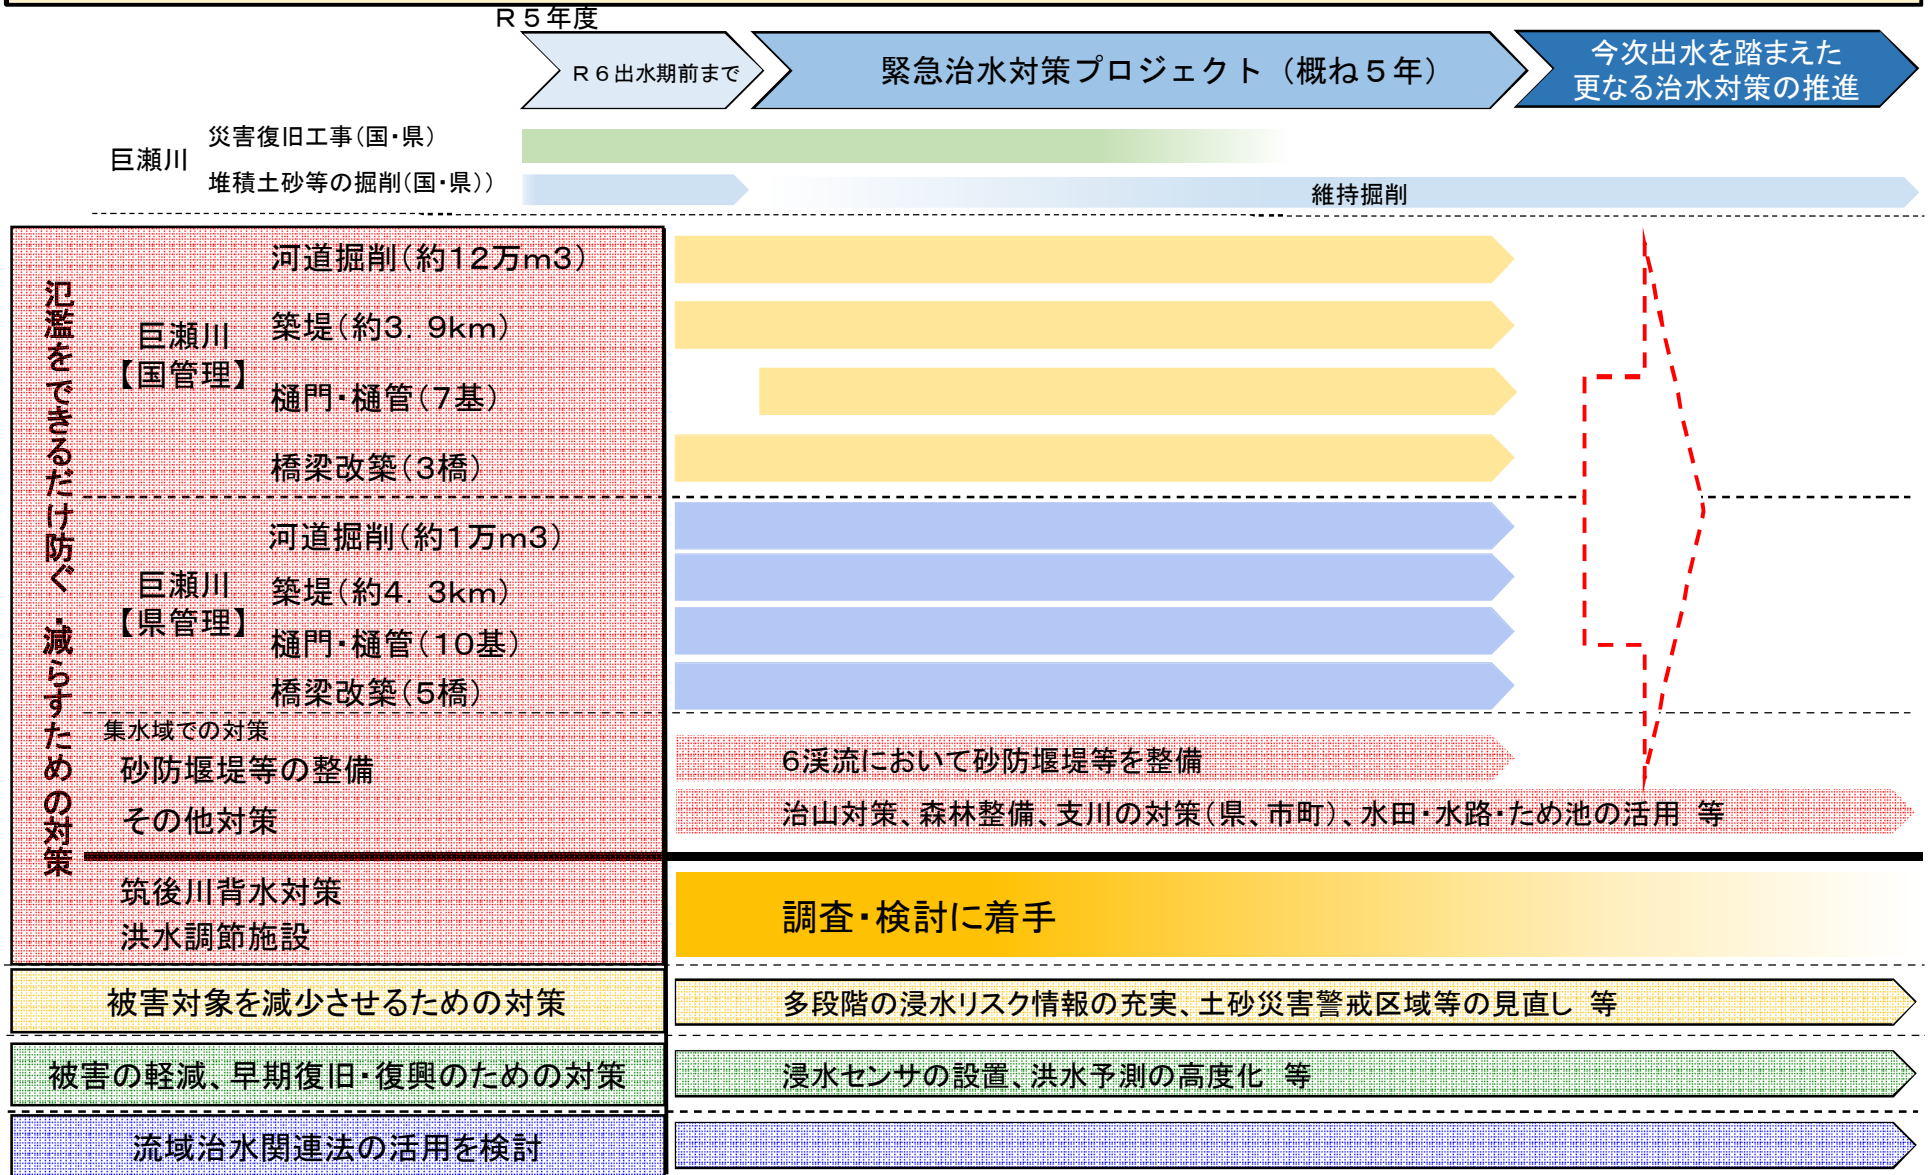 R5年度
R6出水期前まで
緊急治水対策プロジェクト（概ね5年）
今次出水を踏まえた
更なる治水対策の推進
巨瀬川
災害復旧工事(国・県)
堆積土砂等の掘削(国・県))
維持掘削
氾濫をできるだけ防ぐ・減らすための対策
巨瀬川
【国管理】
河道掘削(約12万m3)
築堤(約3.9km)
樋門・樋管(7基)
橋梁改築(3橋)
巨瀬川
【県管理】
河道掘削(約1万m3)
築堤(約4.3km)
樋門・樋管(10基)
橋梁改築(5橋)
集水域での対策
砂防堰堤等の整備
6渓流において砂防堰堤等を整備
その他対策
治山対策、森林整備、支川の対策(県、市町)、水田・水路・ため池の活用 等
筑後川背水対策
洪水調節施設
調査・検討に着手
被害対象を減少させるための対策
多段階の浸水リスク情報の充実、土砂災害警戒区域等の見直し 等
被害の軽減、早期復旧・復興のための対策
浸水センサの設置、洪水予測の高度化 等
流域治水関連法の活用を検討